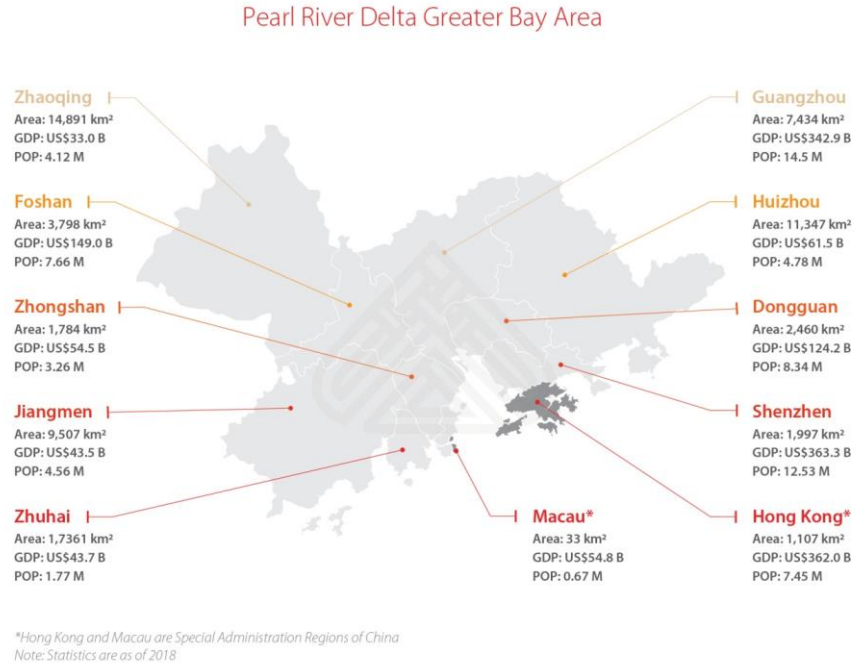 Pearl River Delta Greater Bay Area
Zhaoqing
Area: 14,891 km²
GDP: US$33.0 B
POP: 4.12 M
Guangzhou
Area: 7,434 km²
GDP: US$342.9 B
POP: 14.5 M
Foshan
Area: 3,798 km²
GDP: US$149.0 B
POP: 7.66 M
Huizhou
Area: 11,347 km²
GDP: US$61.5 B
POP: 4.78 M
Zhongshan
Area: 1,784 km²
GDP: US$54.5 B
POP: 3.26 M
Dongguan
Area: 2,460 km²
GDP: US$124.2 B
POP: 8.34 M
Jiangmen
Area: 9,507 km²
GDP: US$43.5 B
POP: 4.56 M
Shenzhen
Area: 1,997 km²
GDP: US$363.3 B
POP: 12.53 M
Zhuhai
Area: 1,7361 km²
GDP: US$43.7 B
POP: 1.77 M
Macau*
Area: 33 km²
GDP: US$54.8 B
POP: 0.67 M
Hong Kong*
Area: 1,107 km²
GDP: US$362.0 B
POP: 7.45 M
*Hong Kong and Macau are Special Administration Regions of China
Note: Statistics are as of 2018